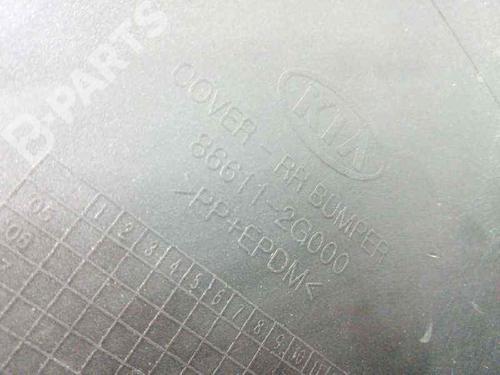 KIA
COVER - RR BUMPER
86611-2G000
>PP+EPDM<
1 2 3 4 5 6 7 8 9 10 11
05
06
B-PARTS